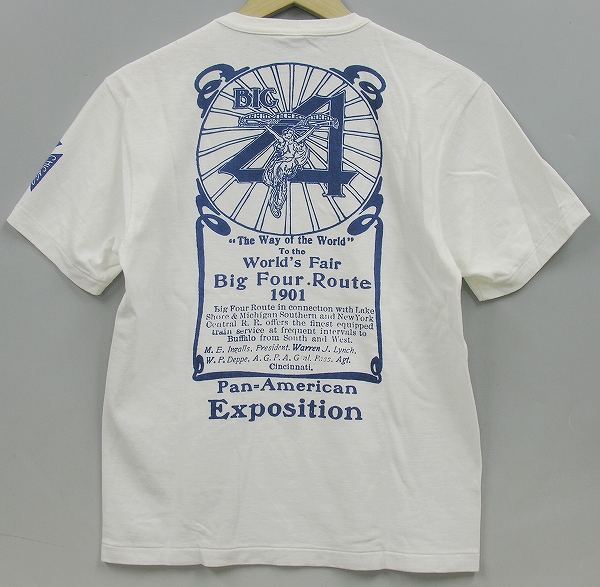 BIG
4
"The Way of the World"
To the
World's Fair
Big Four Route
1901
Big Four Route in connection with Lake
Shore & Michigan Southern and New York
Central R. R. offers the finest equipped
train service at frequent intervals to
Buffalo from South and West.
M. E. Ingalls, President. Warren J. Lynch,
W. P. Deppe, A. G. P. A. Pass. Agt.
Cincinnati.
Pan=American
Exposition